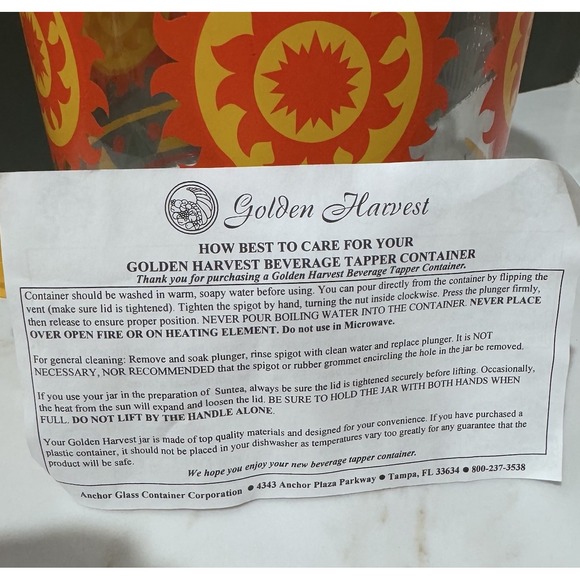 Golden Harvest
HOW BEST TO CARE FOR YOUR
GOLDEN HARVEST BEVERAGE TAPPER CONTAINER
Thank you for purchasing a Golden Harvest Beverage Tapper Container.
Container should be washed in warm, soapy water before using. You can pour directly from the container by flipping the
vent (make sure lid is tightened). Tighten the spigot by hand, turning the nut inside clockwise. Press the plunger firmly,
then release to ensure proper position. NEVER POUR BOILING WATER INTO THE CONTAINER. NEVER PLACE
OVER OPEN FIRE OR ON HEATING ELEMENT. Do not use in Microwave.
For general cleaning: Remove and soak plunger, rinse spigot with clean water and replace plunger. It is NOT
NECESSARY, NOR RECOMMENDED that the spigot or rubber grommet encircling the hole in the jar be removed.
If you use your jar in the preparation of Suntea, always be sure the lid is tightened securely before lifting. Occasionally,
the heat from the sun will expand and loosen the lid. BE SURE TO HOLD THE JAR WITH BOTH HANDS WHEN
FULL. DO NOT LIFT BY THE HANDLE ALONE.
Your Golden Harvest jar is made of top quality materials and designed for your convenience. If you have purchased a
plastic container, it should not be placed in your dishwasher as temperatures vary too greatly for any guarantee that the
product will be safe.
We hope you enjoy your new beverage tapper container.
Anchor Glass Container Corporation ● 4343 Anchor Plaza Parkway ● Tampa, FL 33634 ● 800-237-3538